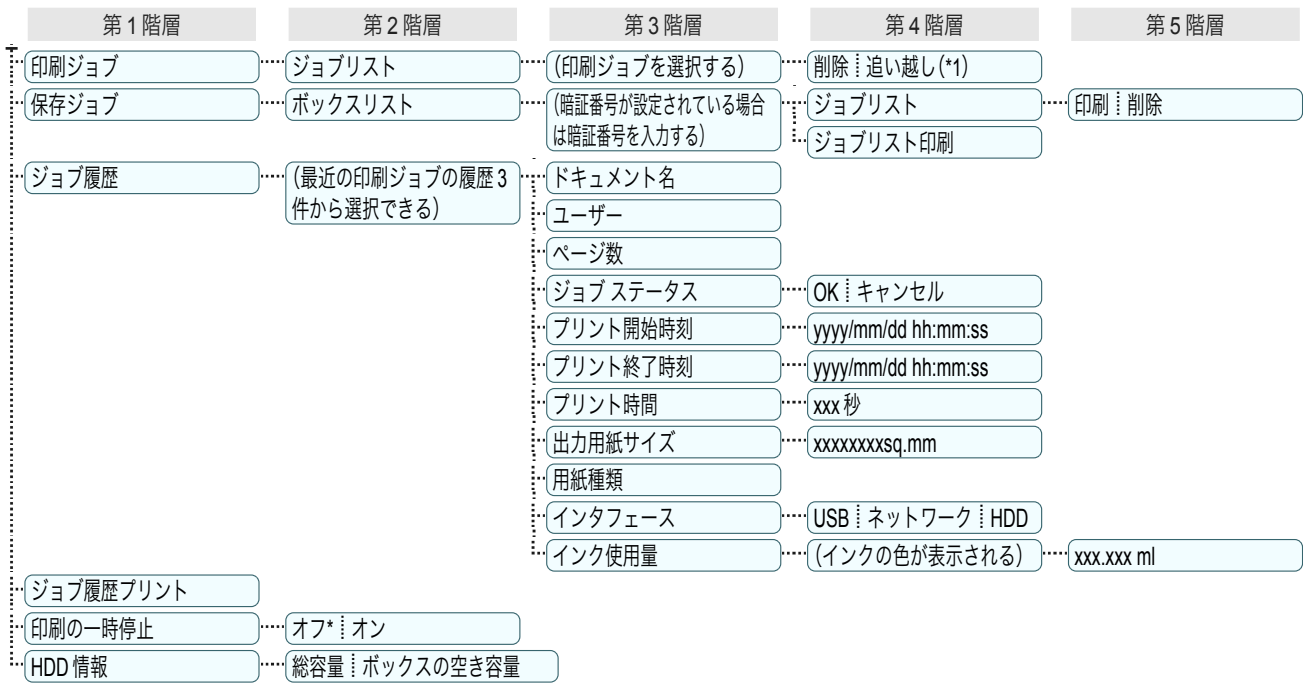 第1階層 第2階層 第3階層 第4階層 第5階層
印刷ジョブ ジョブリスト (印刷ジョブを選択する) 削除┊追い越し(*1)
保存ジョブ ボックスリスト (暗証番号が設定されている場合 ジョブリスト 印刷┊削除
は暗証番号を入力する) ジョブリスト印刷
ジョブ履歴 (最近の印刷ジョブの履歴3 ドキュメント名
件から選択できる) ユーザー
ページ数
ジョブ ステータス OK┊キャンセル
プリント開始時刻 yyyy/mm/dd hh:mm:ss
プリント終了時刻 yyyy/mm/dd hh:mm:ss
プリント時間 xxx 秒
出力用紙サイズ xxxxxxxxsq.mm
用紙種類
インタフェース USB┊ネットワーク┊HDD
インク使用量 (インクの色が表示される) xxx.xxx ml
ジョブ履歴プリント
印刷の一時停止 オフ*┊オン
HDD 情報 総容量┊ボックスの空き容量